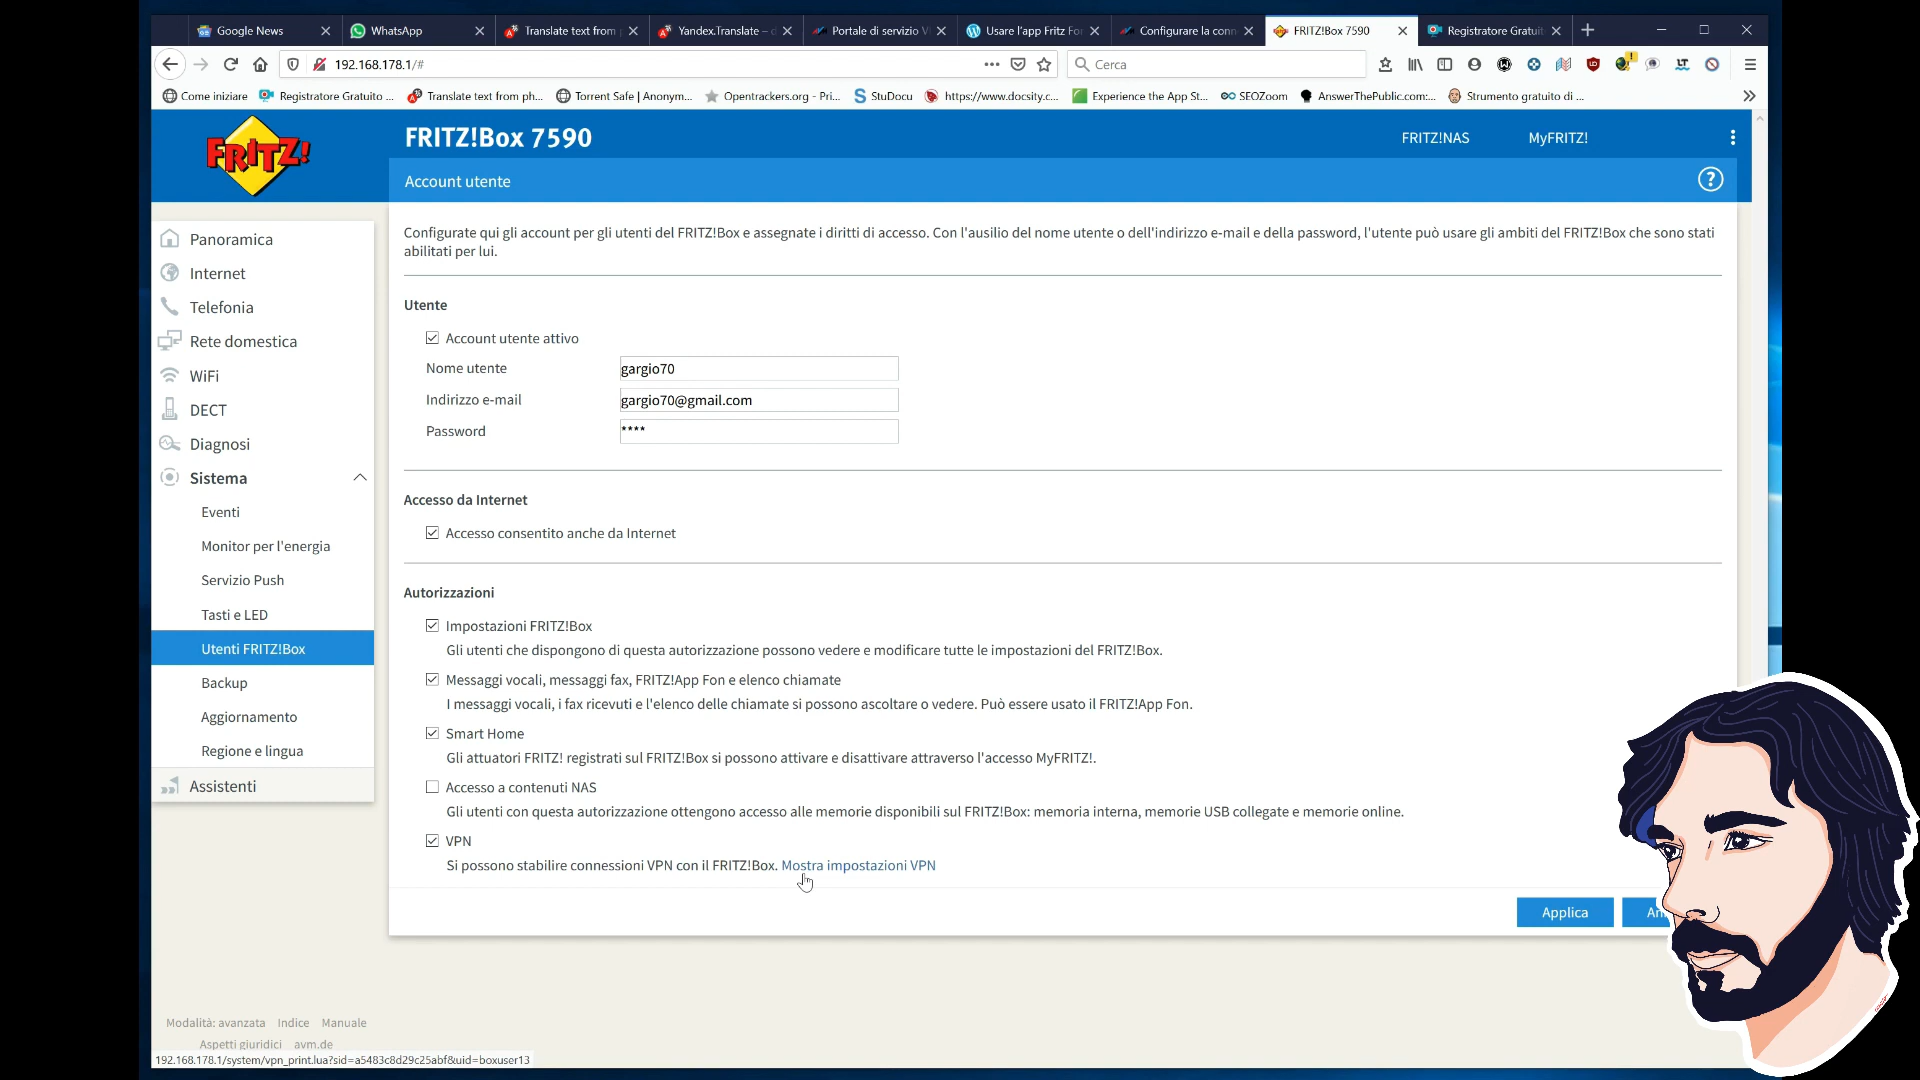 Google News
WhatsApp
Translate text from p
Yandex.Translate – d
Portale di servizio V
Usare l'app Fritz Fo
Configurare la conn
FRITZ!Box 7590
Registratore Gratuit
192.168.178.1/#
Cerca
Come iniziare
Registratore Gratuito ...
Translate text from ph...
Torrent Safe | Anonym...
Opentrackers.org - Pri...
StuDocu
https://www.docsity.c...
Experience the App St...
SEOZoom
AnswerThePublic.com:...
Strumento gratuito di ...
FRITZ!
FRITZ!Box 7590
FRITZ!NAS
MyFRITZ!
Account utente
Panoramica
Internet
Telefonia
Rete domestica
WiFi
DECT
Diagnosi
Sistema
Eventi
Monitor per l'energia
Servizio Push
Tasti e LED
Utenti FRITZ!Box
Backup
Aggiornamento
Regione e lingua
Assistenti
Configurate qui gli account per gli utenti del FRITZ!Box e assegnate i diritti di accesso. Con l'ausilio del nome utente o dell'indirizzo e-mail e della password, l'utente può usare gli ambiti del FRITZ!Box che sono stati
abilitati per lui.
Utente
Account utente attivo
Nome utente gargio70
Indirizzo e-mail gargio70@gmail.com
Password ****
Accesso da Internet
Accesso consentito anche da Internet
Autorizzazioni
Impostazioni FRITZ!Box
Gli utenti che dispongono di questa autorizzazione possono vedere e modificare tutte le impostazioni del FRITZ!Box.
Messaggi vocali, messaggi fax, FRITZ!App Fon e elenco chiamate
I messaggi vocali, i fax ricevuti e l'elenco delle chiamate si possono ascoltare o vedere. Può essere usato il FRITZ!App Fon.
Smart Home
Gli attuatori FRITZ! registrati sul FRITZ!Box si possono attivare e disattivare attraverso l'accesso MyFRITZ!.
Accesso a contenuti NAS
Gli utenti con questa autorizzazione ottengono accesso alle memorie disponibili sul FRITZ!Box: memoria interna, memorie USB collegate e memorie online.
VPN
Si possono stabilire connessioni VPN con il FRITZ!Box. Mostra impostazioni VPN
Applica
Modalità: avanzata Indice Manuale
Aspetti giuridici avm.de
192.168.178.1/system/vpn_print.lua?sid=a5483c8d29c25abf&uid=boxuser13